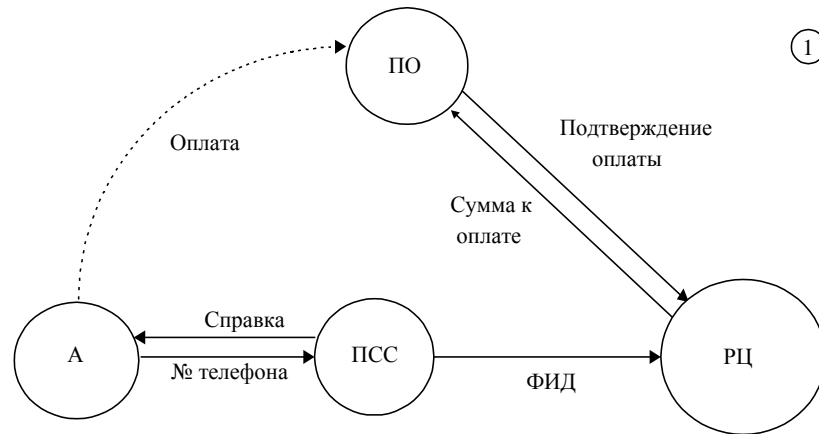 ПО
1
Оплата
Подтверждение
оплаты
Сумма к
оплате
Справка
А
ПСС
РЦ
№ телефона
ФИД